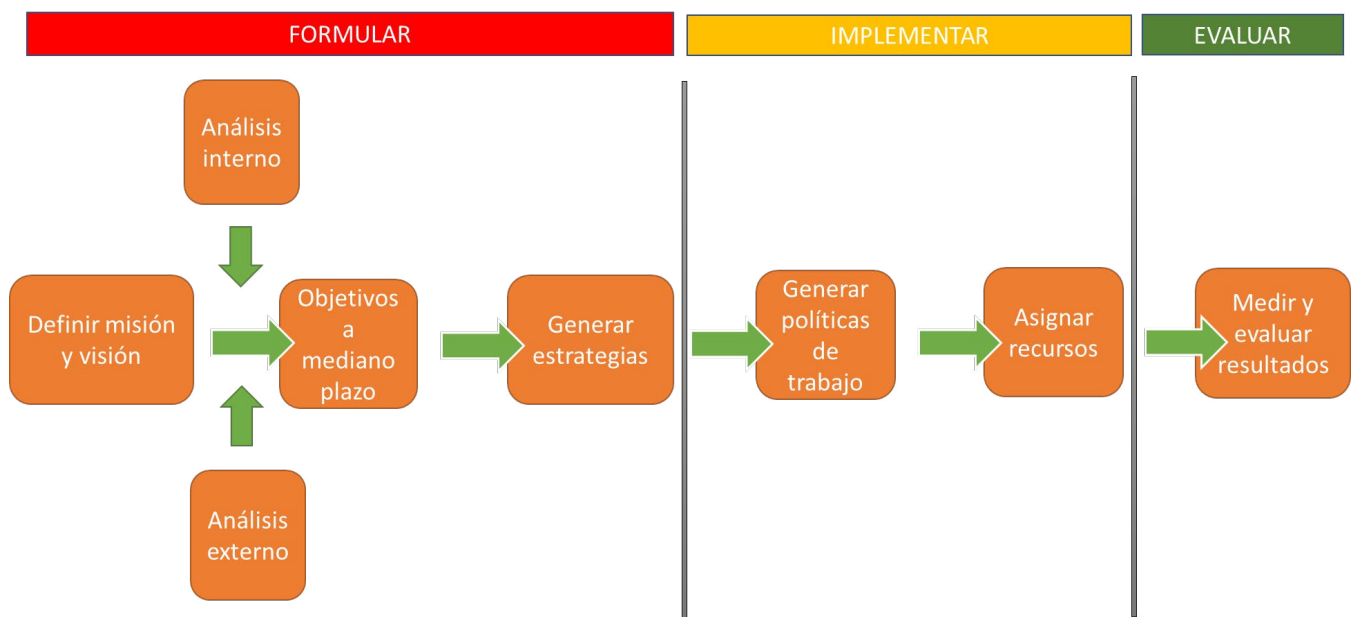 FORMULAR
IMPLEMENTAR
EVALUAR
Análisis
interno
Definir misión
y visión
Objetivos
a
mediano
plazo
Generar
estrategias
Generar
políticas
de
trabajo
Asignar
recursos
Medir y
evaluar
resultados
Análisis
externo